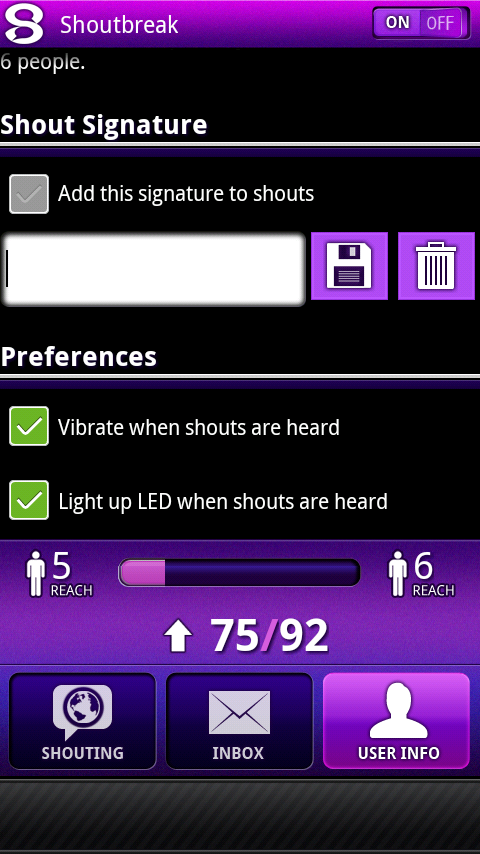 Shoutbreak
ON OFF
6 people.
Shout Signature
Add this signature to shouts
Preferences
Vibrate when shouts are heard
Light up LED when shouts are heard
5 REACH
6 REACH
75/92
SHOUTING
INBOX
USER INFO